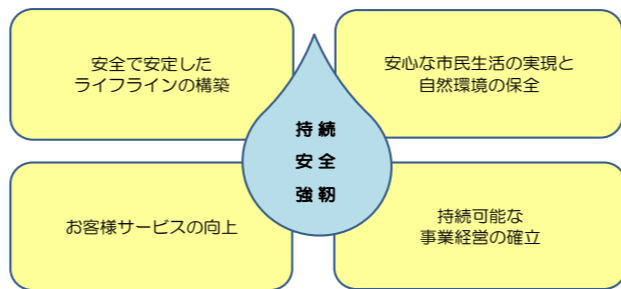 安全で安定した
ライフラインの構築
安心な市民生活の実現と
自然環境の保全
持続
安全
強靭
お客様サービスの向上
持続可能な
事業経営の確立